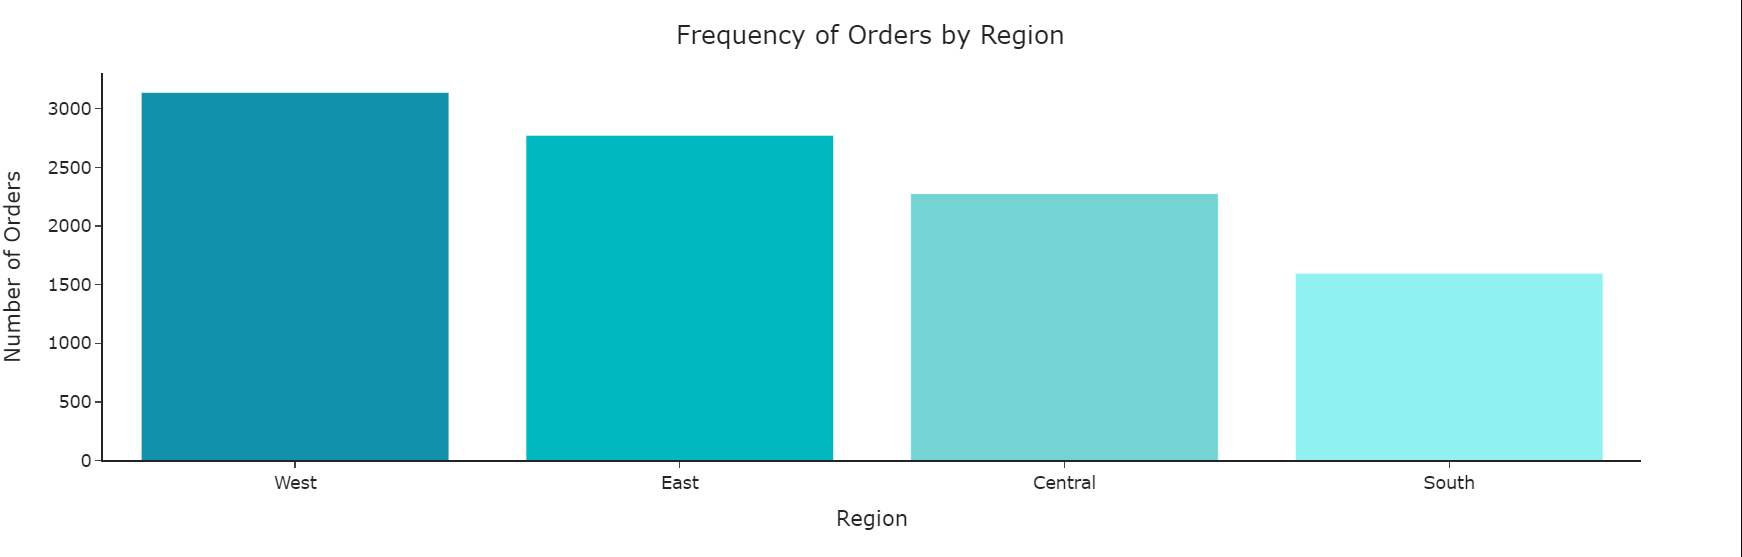 Frequency of Orders by Region
Number of Orders
3000
2500
2000
1500
1000
500
0
West East Central South
Region